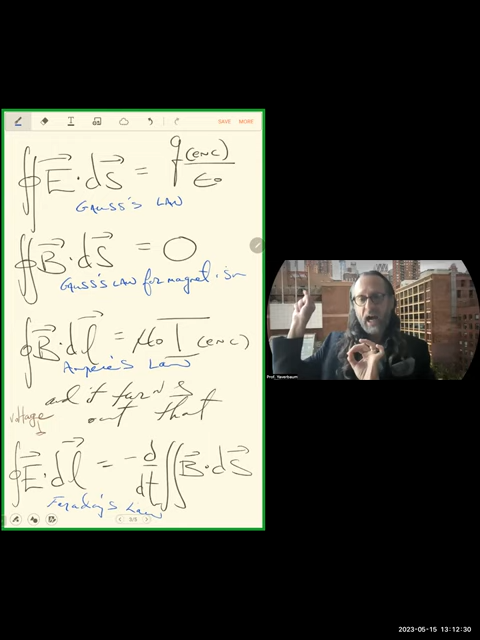 T
SAVE MORE
∯E⃗·dS⃗ = q(enc)/ε₀
GAUSS'S LAW
∯B⃗·dS⃗ = 0
GAUSS'S LAW for magnetism
∮B⃗·dl⃗ = μ₀ I (enc)
Ampere's Law
and it turns
out that
voltage
∮E⃗·dl⃗ = -d/dt ∬B⃗·dS⃗
Faraday's Law
3/5
Prof. Yaverbaum
2023-05-15 13:12:30